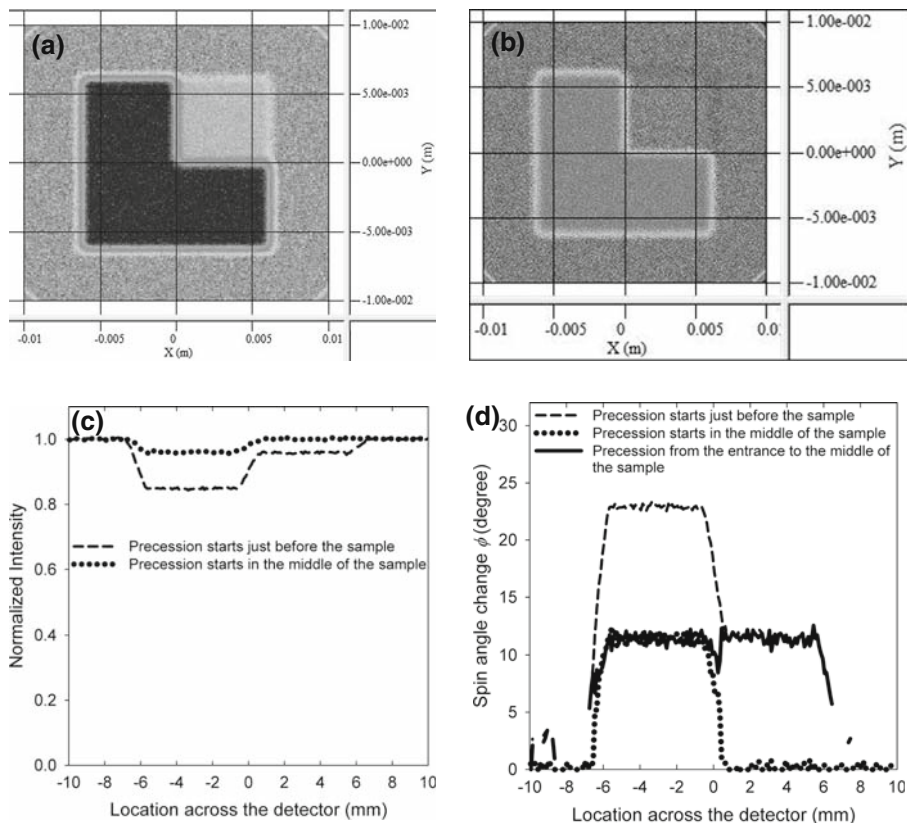 (a)
1.00e-002
5.00e-003
0.00e+000
-5.00e-003
-1.00e-002
Y (m)
-0.01 -0.005 0 0.005 0.01
X (m)
(b)
1.00e-002
5.00e-003
0.00e+000
-5.00e-003
-1.00e-002
Y (m)
-0.01 -0.005 0 0.005 0.01
X (m)
(c)
1.0
0.8
0.6
0.4
0.2
0.0
Normalized Intensity
Precession starts just before the sample
Precession starts in the middle of the sample
-10 -8 -6 -4 -2 0 2 4 6 8 10
Location across the detector (mm)
(d)
30
25
20
15
10
5
0
Spin angle change ϕ (degree)
Precession starts just before the sample
Precession starts in the middle of the sample
Precession from the entrance to the middle of
the sample
-10 -8 -6 -4 -2 0 2 4 6 8 10
Location across the detector (mm)